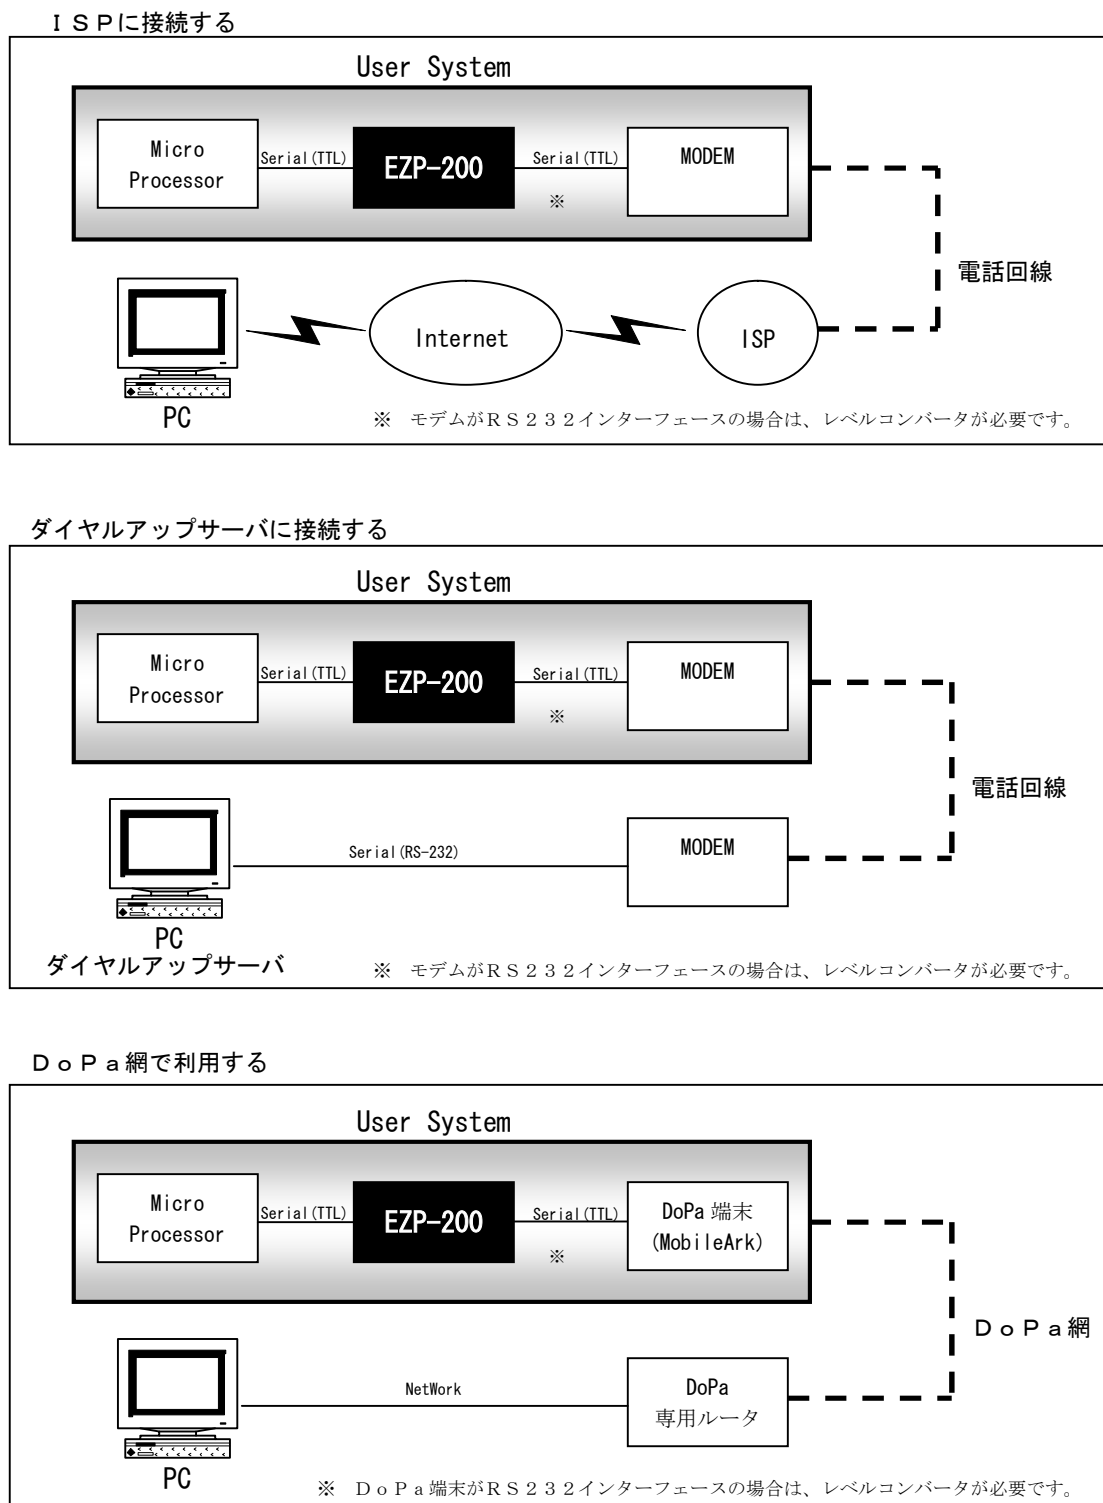 ＩＳＰに接続する
User System
Micro
Processor
Serial(TTL)
EZP-200
Serial(TTL)
※
MODEM
電話回線
Internet
ISP
PC
※　モデムがＲＳ２３２インターフェースの場合は、レベルコンバータが必要です。
ダイヤルアップサーバに接続する
User System
Micro
Processor
Serial(TTL)
EZP-200
Serial(TTL)
※
MODEM
電話回線
Serial(RS-232)
MODEM
PC
ダイヤルアップサーバ
※　モデムがＲＳ２３２インターフェースの場合は、レベルコンバータが必要です。
ＤｏＰａ網で利用する
User System
Micro
Processor
Serial(TTL)
EZP-200
Serial(TTL)
※
DoPa 端末
(MobileArk)
ＤｏＰａ網
NetWork
DoPa
専用ルータ
PC
※　ＤｏＰａ端末がＲＳ２３２インターフェースの場合は、レベルコンバータが必要です。